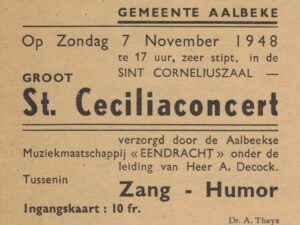 GEMEENTE AALBEKE
Op Zondag 7 November 1948
te 17 uur, zeer stipt, in de
SINT CORNELIUSZAAL —
GROOT
St. Ceciliaconcert
verzorgd door de Aalbeekse
Muziekmaatschappij «EENDRACHT» onder de
leiding van Heer A. Decock.
Tussenin
Zang - Humor
Ingangskaart : 10 fr.
Dr. A. Theys